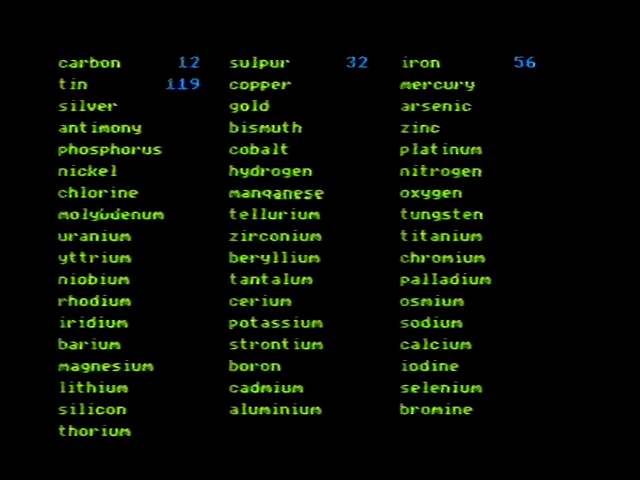 carbon 12 sulpur 32 iron 56
tin 119 copper mercury
silver gold arsenic
antimony bismuth zinc
phosphorus cobalt platinum
nickel hydrogen nitrogen
chlorine manganese oxygen
molybdenum tellurium tungsten
uranium zirconium titanium
yttrium beryllium chromium
niobium tantalum palladium
rhodium cerium osmium
iridium potassium sodium
barium strontium calcium
magnesium boron iodine
lithium cadmium selenium
silicon aluminium bromine
thorium